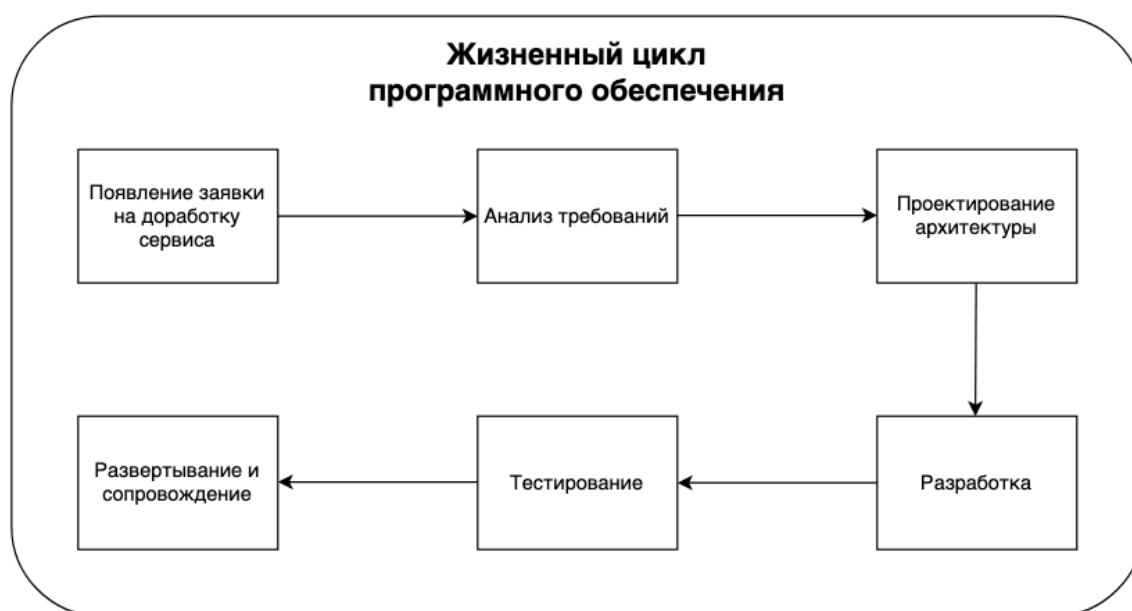 Жизненный цикл
программного обеспечения
Появление заявки
на доработку
сервиса
Анализ требований
Проектирование
архитектуры
Разработка
Тестирование
Развертывание и
сопровождение